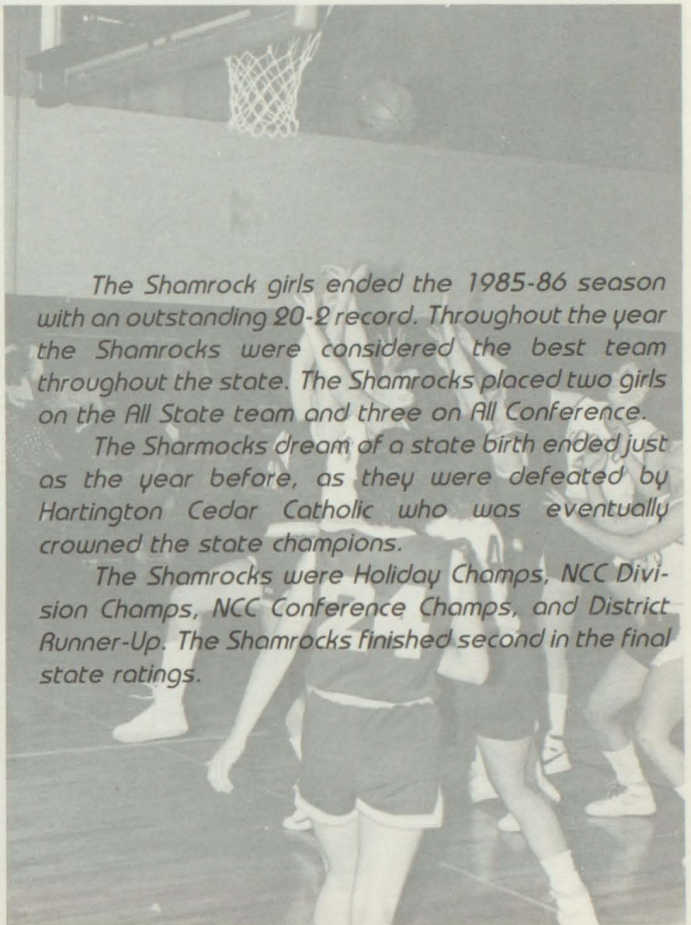 The Shamrock girls ended the 1985-86 season
with an outstanding 20-2 record. Throughout the year
the Shamrocks were considered the best team
throughout the state. The Shamrocks placed two girls
on the All State team and three on All Conference.
The Sharmocks dream of a state birth ended just
as the year before, as they were defeated by
Hartington Cedar Catholic who was eventually
crowned the state champions.
The Shamrocks were Holiday Champs, NCC Divi-
sion Champs, NCC Conference Champs, and District
Runner-Up. The Shamrocks finished second in the final
state ratings.
24